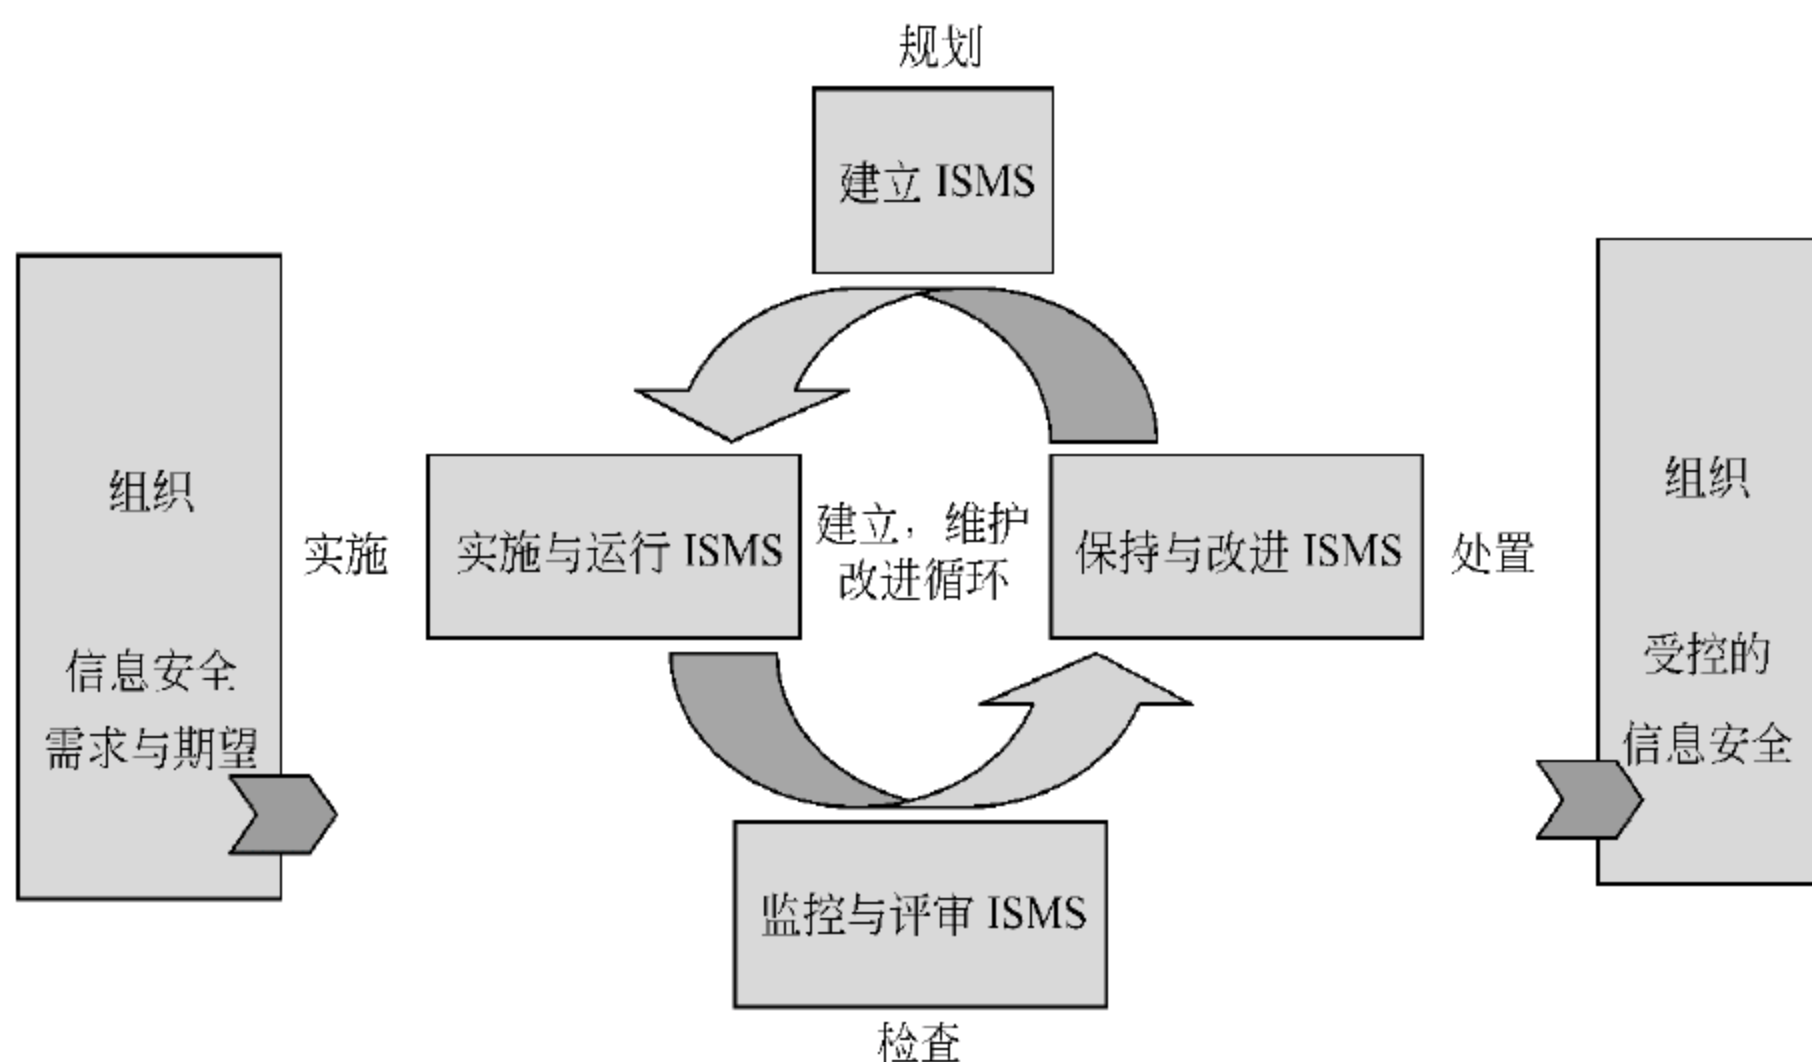 规划
建立 ISMS
组织
信息安全
需求与期望
实施
实施与运行 ISMS
建立，维护
改进循环
保持与改进 ISMS
处置
组织
受控的
信息安全
监控与评审 ISMS
检查